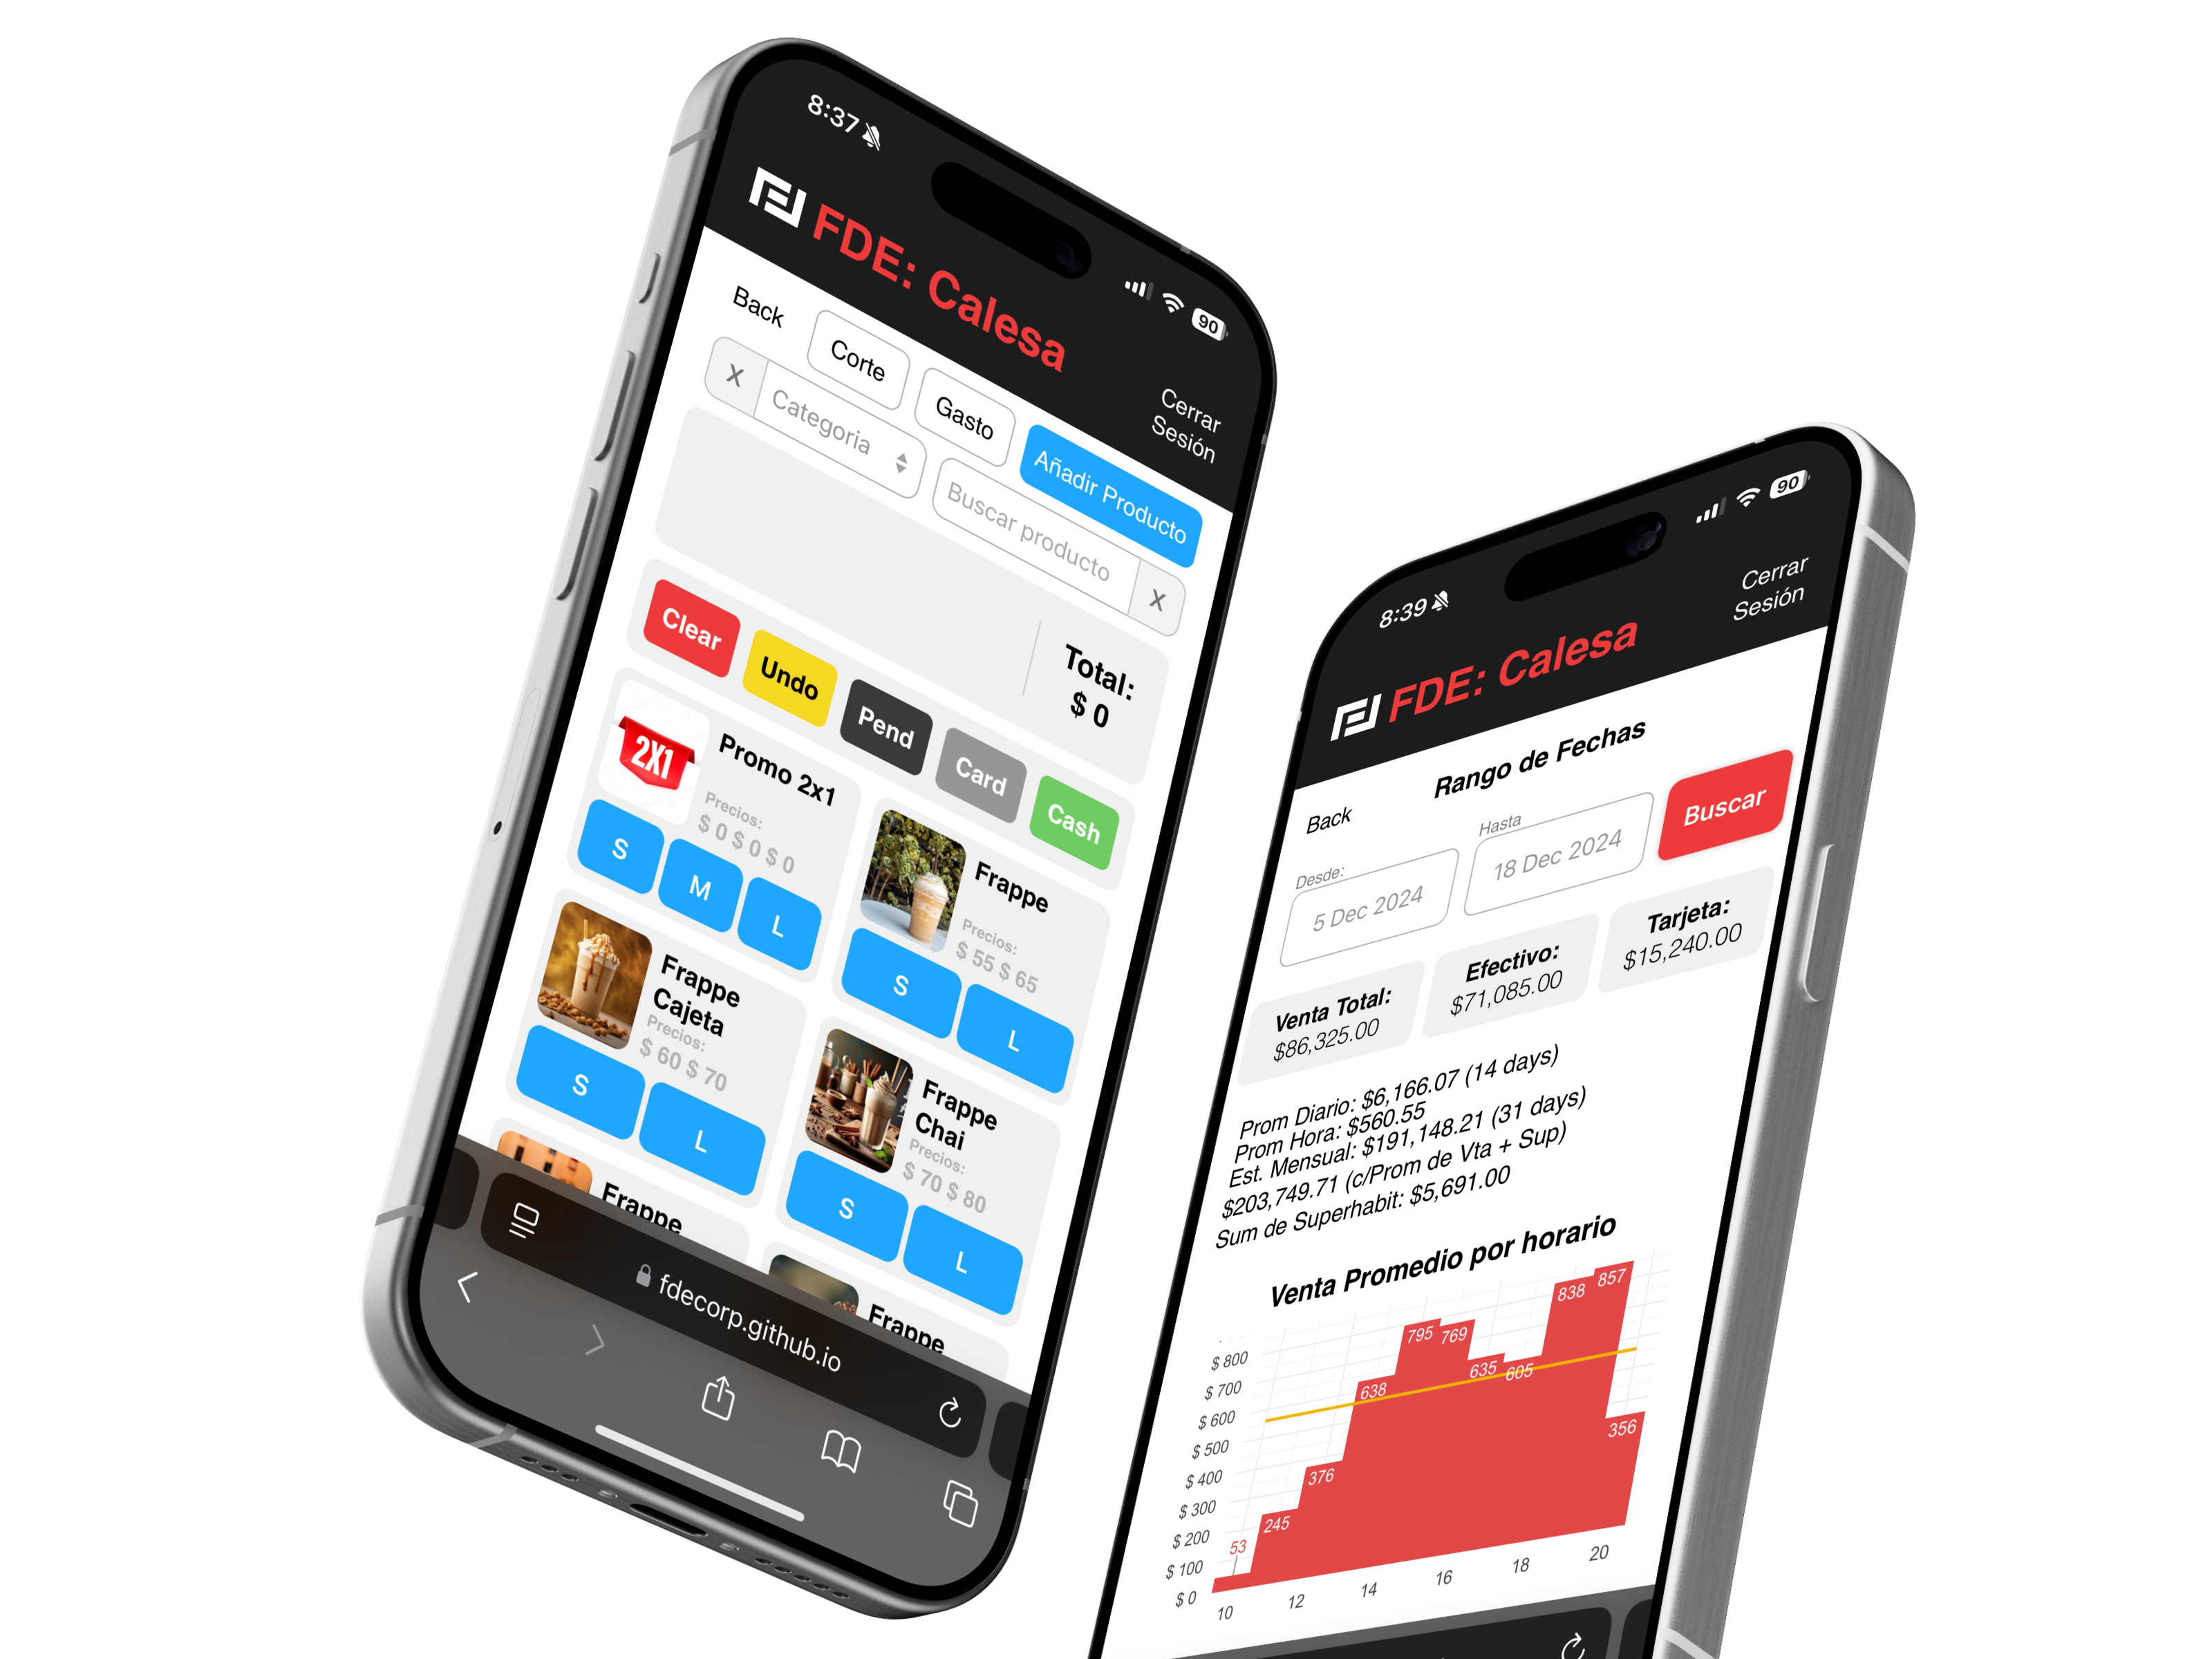 8:37
90
FDE: Calesa
Cerrar
Sesión
Back
Corte
Gasto
Añadir Producto
X
Categoria
Buscar producto
X
Total:
$ 0
Clear
Undo
Pend
Card
Cash
2X1
Promo 2x1
Precios:
$ 0 $ 0 $ 0
S
M
L
Frappe
Precios:
$ 55 $ 65
S
L
Frappe
Cajeta
Precios:
$ 60 $ 70
S
L
Frappe
Chai
Precios:
$ 70 $ 80
S
L
Frappe
Frappe
fdecorp.github.io
8:39
90
FDE: Calesa
Cerrar
Sesión
Rango de Fechas
Back
Desde:
5 Dec 2024
Hasta
18 Dec 2024
Buscar
Venta Total:
$86,325.00
Efectivo:
$71,085.00
Tarjeta:
$15,240.00
Prom Diario: $6,166.07 (14 days)
Prom Hora: $560.55
Est. Mensual: $191,148.21 (31 days)
$203,749.71 (c/Prom de Vta + Sup)
Sum de Superhabit: $5,691.00
Venta Promedio por horario
$ 800
$ 700
$ 600
$ 500
$ 400
$ 300
$ 200
$ 100
$ 0
53
245
376
638
795
769
635
605
838
857
356
10
12
14
16
18
20